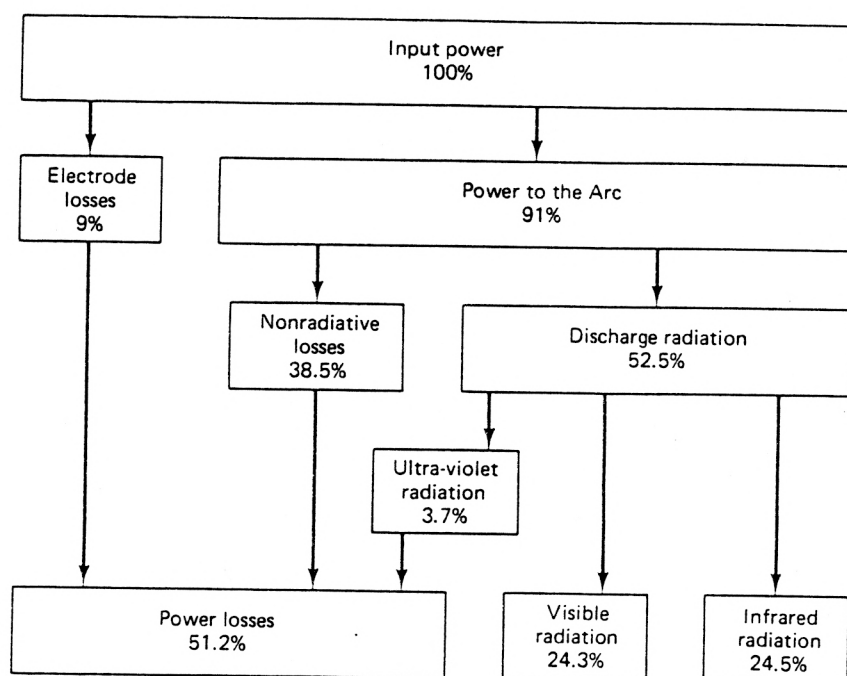 Input power
100%
Electrode
losses
9%
Power to the Arc
91%
Nonradiative
losses
38.5%
Discharge radiation
52.5%
Ultra-violet
radiation
3.7%
Power losses
51.2%
Visible
radiation
24.3%
Infrared
radiation
24.5%